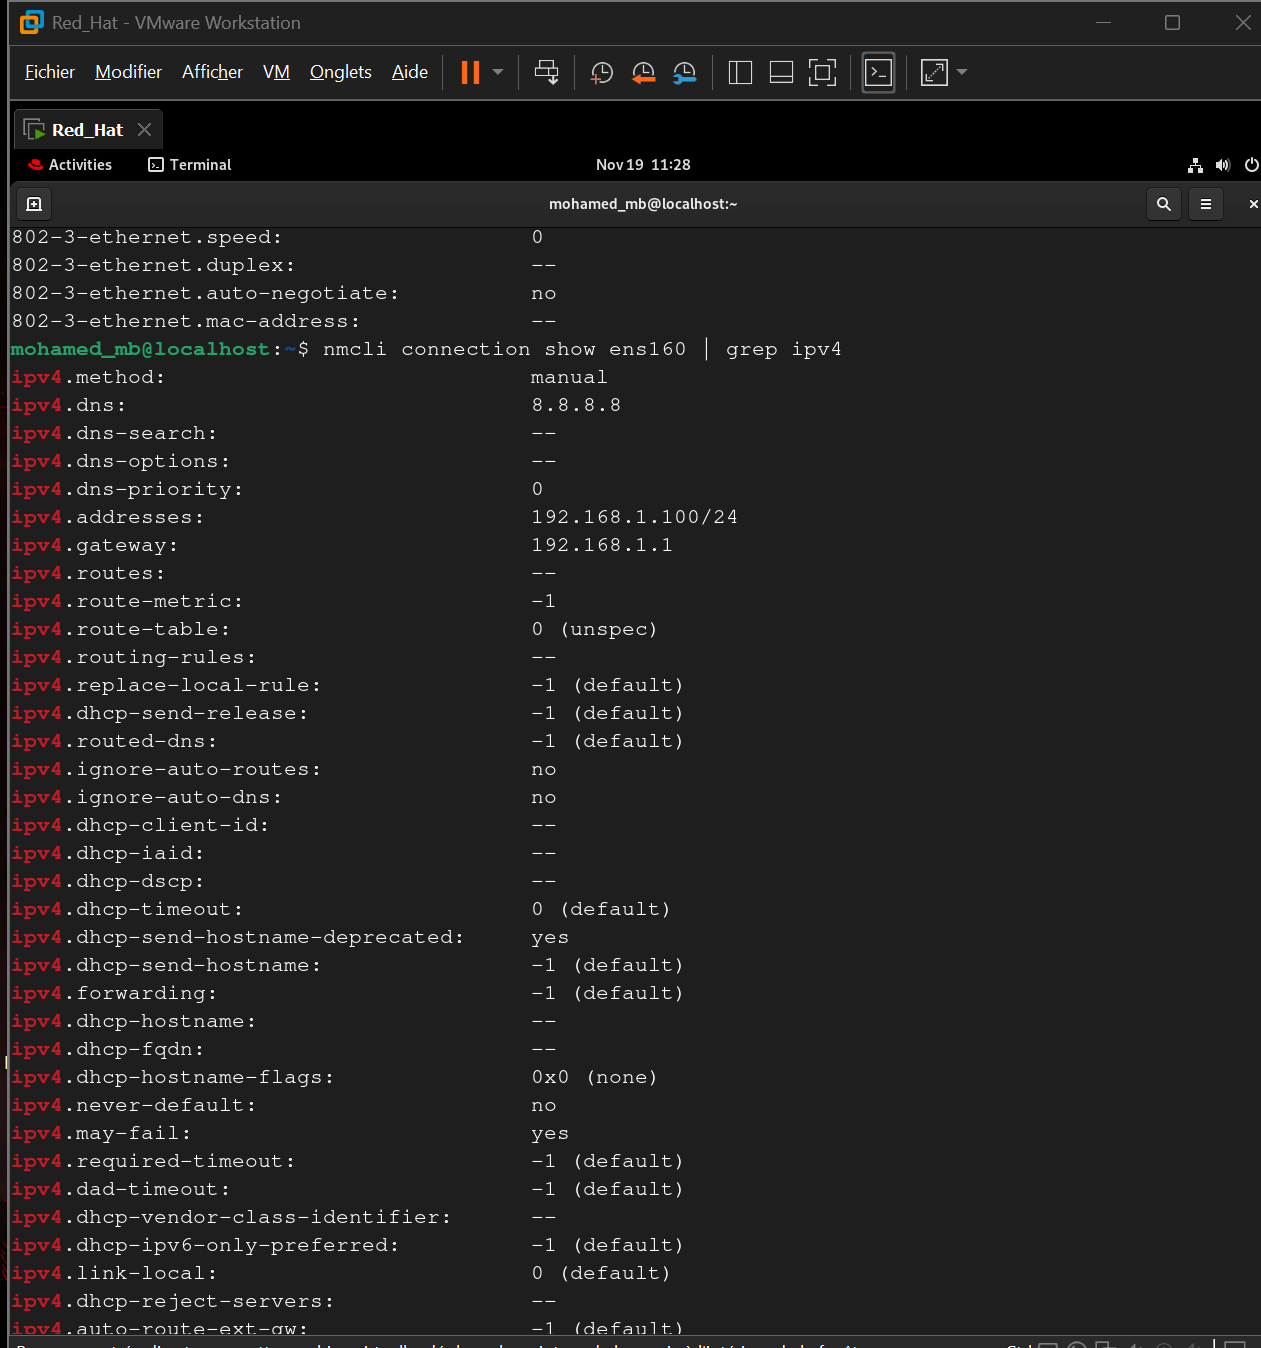 Red_Hat - VMware Workstation
Fichier Modifier Afficher VM Onglets Aide
Red_Hat
Activities Terminal Nov 19 11:28
mohamed_mb@localhost:~
802-3-ethernet.speed: 0
802-3-ethernet.duplex: --
802-3-ethernet.auto-negotiate: no
802-3-ethernet.mac-address: --
mohamed_mb@localhost:~$ nmcli connection show ens160 | grep ipv4
ipv4.method: manual
ipv4.dns: 8.8.8.8
ipv4.dns-search: --
ipv4.dns-options: --
ipv4.dns-priority: 0
ipv4.addresses: 192.168.1.100/24
ipv4.gateway: 192.168.1.1
ipv4.routes: --
ipv4.route-metric: -1
ipv4.route-table: 0 (unspec)
ipv4.routing-rules: --
ipv4.replace-local-rule: -1 (default)
ipv4.dhcp-send-release: -1 (default)
ipv4.routed-dns: -1 (default)
ipv4.ignore-auto-routes: no
ipv4.ignore-auto-dns: no
ipv4.dhcp-client-id: --
ipv4.dhcp-iaid: --
ipv4.dhcp-dscp: --
ipv4.dhcp-timeout: 0 (default)
ipv4.dhcp-send-hostname-deprecated: yes
ipv4.dhcp-send-hostname: -1 (default)
ipv4.forwarding: -1 (default)
ipv4.dhcp-hostname: --
ipv4.dhcp-fqdn: --
ipv4.dhcp-hostname-flags: 0x0 (none)
ipv4.never-default: no
ipv4.may-fail: yes
ipv4.required-timeout: -1 (default)
ipv4.dad-timeout: -1 (default)
ipv4.dhcp-vendor-class-identifier: --
ipv4.dhcp-ipv6-only-preferred: -1 (default)
ipv4.link-local: 0 (default)
ipv4.dhcp-reject-servers: --
ipv4.auto-route-ext-gw: -1 (default)